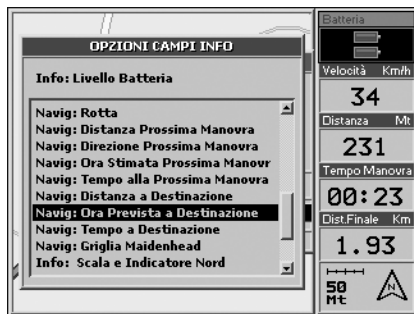 OPZIONI CAMPI INFO
Info: Livello Batteria
Navig: Rotta
Navig: Distanza Prossima Manovra
Navig: Direzione Prossima Manovra
Navig: Ora Stimata Prossima Manovr
Navig: Tempo alla Prossima Manovra
Navig: Distanza a Destinazione
Navig: Ora Prevista a Destinazione
Navig: Tempo a Destinazione
Navig: Griglia Maidenhead
Info: Scala e Indicatore Nord
Batteria
Velocità Km/h
34
Distanza Mt
231
Tempo Manovra
00:23
Dist.Finale Km
1.93
50
Mt
N